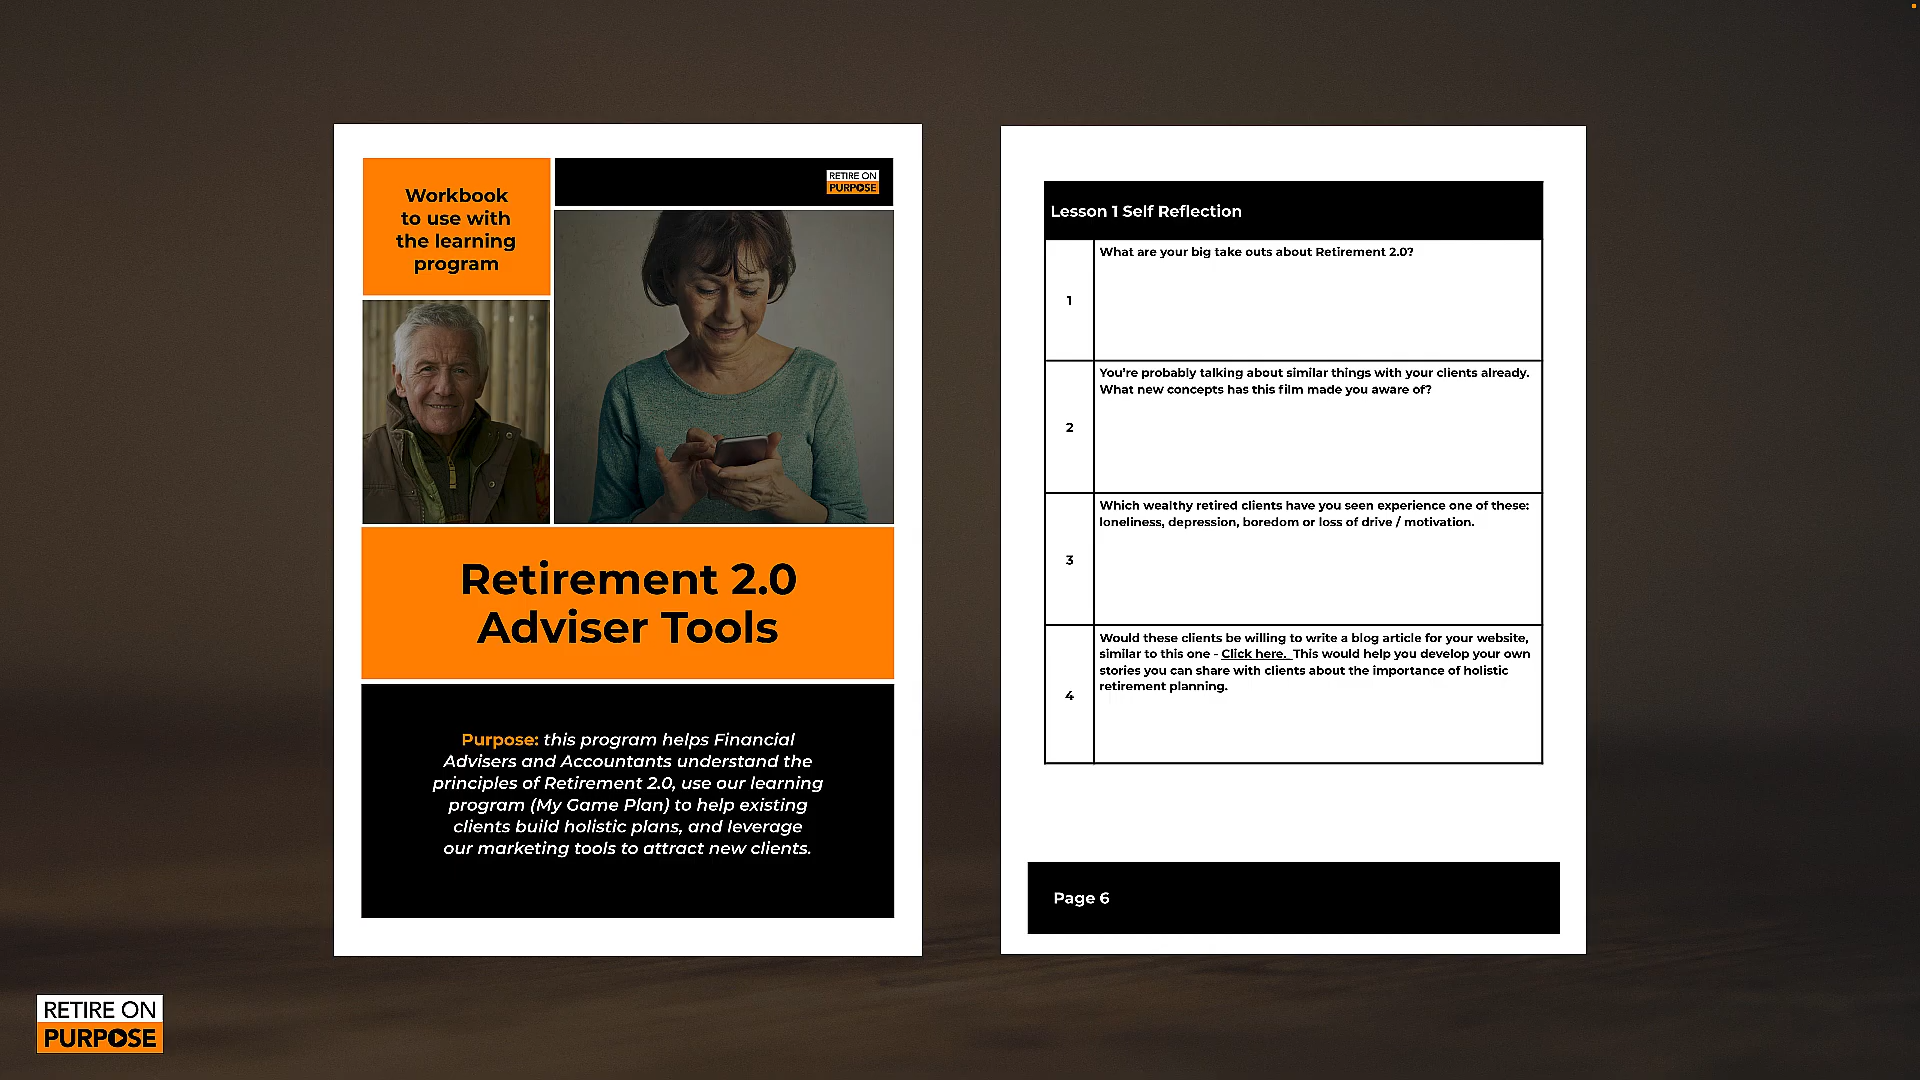 Workbook
to use with
the learning
program
RETIRE ON
PURPOSE
Retirement 2.0
Adviser Tools
Purpose: this program helps Financial
Advisers and Accountants understand the
principles of Retirement 2.0, use our learning
program (My Game Plan) to help existing
clients build holistic plans, and leverage
our marketing tools to attract new clients.
Lesson 1 Self Reflection
1
What are your big take outs about Retirement 2.0?
2
You're probably talking about similar things with your clients already.
What new concepts has this film made you aware of?
3
Which wealthy retired clients have you seen experience one of these:
loneliness, depression, boredom or loss of drive / motivation.
4
Would these clients be willing to write a blog article for your website,
similar to this one - Click here. This would help you develop your own
stories you can share with clients about the importance of holistic
retirement planning.
Page 6
RETIRE ON
PURPOSE